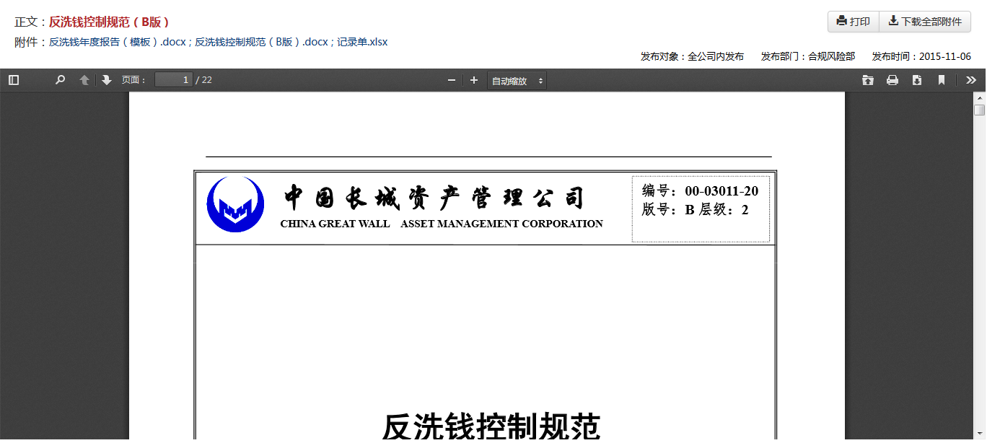 正文：反洗钱控制规范（B版）
打印 下载全部附件
附件：反洗钱年度报告（模板）.docx；反洗钱控制规范（B版）.docx；记录单.xlsx
发布对象：全公司内发布 发布部门：合规风险部 发布时间：2015-11-06
页面： 1 / 22 自动缩放
中国长城资产管理公司
CHINA GREAT WALL ASSET MANAGEMENT CORPORATION
编号：00-03011-20
版号：B 层级：2
反洗钱控制规范